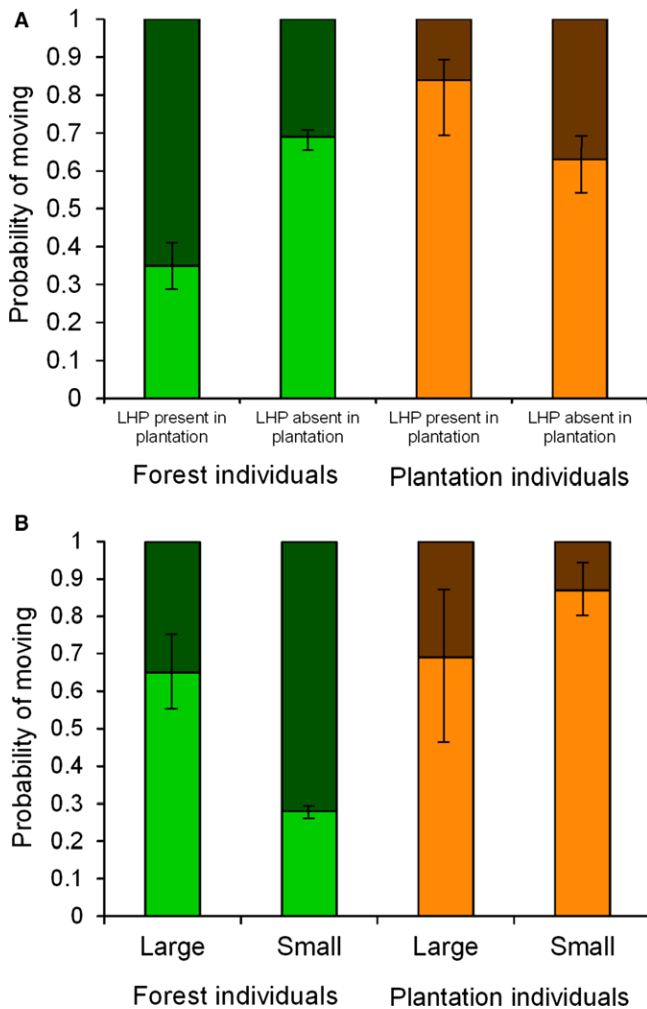 A
Probability of moving
1
0.9
0.8
0.7
0.6
0.5
0.4
0.3
0.2
0.1
0
LHP present in
plantation
LHP absent in
plantation
LHP present in
plantation
LHP absent in
plantation
Forest individuals
Plantation individuals
B
Probability of moving
1
0.9
0.8
0.7
0.6
0.5
0.4
0.3
0.2
0.1
0
Large
Small
Large
Small
Forest individuals
Plantation individuals